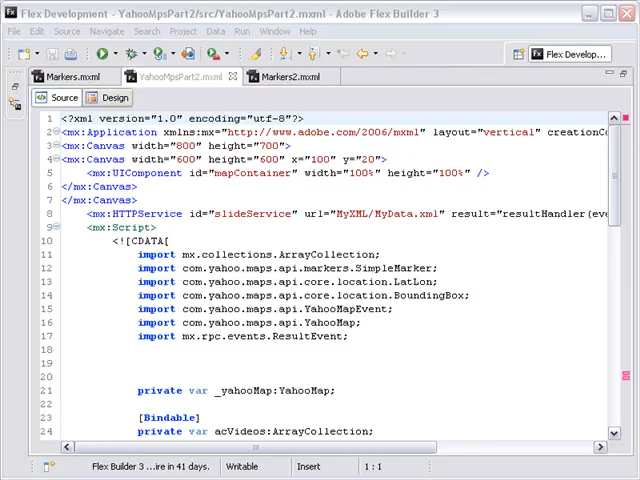 Flex Development - YahooMpsPart2/src/YahooMpsPart2.mxml - Adobe Flex Builder 3
File Edit Source Navigate Search Project Data Run Window Help
Flex Develop...
Markers.mxml YahooMpsPart2.mxml Markers2.mxml
Source Design
1 <?xml version="1.0" encoding="utf-8"?>
2 <mx:Application xmlns:mx="http://www.adobe.com/2006/mxml" layout="vertical" creationCo
3 <mx:Canvas width="800" height="700">
4 <mx:Canvas width="600" height="600" x="100" y="20">
5 <mx:UIComponent id="mapContainer" width="100%" height="100%" />
6 </mx:Canvas>
7 </mx:Canvas>
8 <mx:HTTPService id="slideService" url="MyXML/MyData.xml" result="resultHandler(eve
9 <mx:Script>
10 <![CDATA[
11 import mx.collections.ArrayCollection;
12 import com.yahoo.maps.api.markers.SimpleMarker;
13 import com.yahoo.maps.api.core.location.LatLon;
14 import com.yahoo.maps.api.core.location.BoundingBox;
15 import com.yahoo.maps.api.YahooMapEvent;
16 import com.yahoo.maps.api.YahooMap;
17 import mx.rpc.events.ResultEvent;
18
19
20
21 private var _yahooMap:YahooMap;
22
23 [Bindable]
24 private var acVideos:ArrayCollection;
Flex Builder 3 ...ire in 41 days. Writable Insert 1 : 1